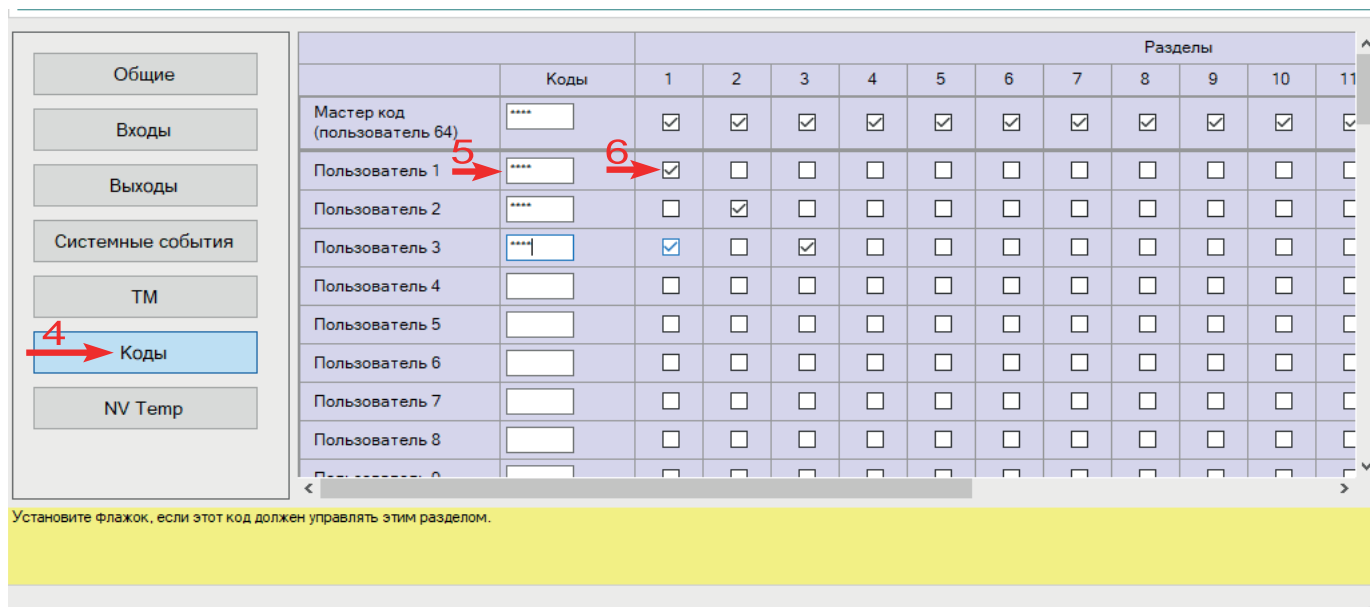 Общие
Входы
Выходы
Системные события
ТМ
4
Коды
NV Temp
Разделы
Коды 1 2 3 4 5 6 7 8 9 10 11
Мастер код
(пользователь 64)
****
5
6
Пользователь 1 ****
Пользователь 2 ****
Пользователь 3 ****
Пользователь 4
Пользователь 5
Пользователь 6
Пользователь 7
Пользователь 8
Установите флажок, если этот код должен управлять этим разделом.